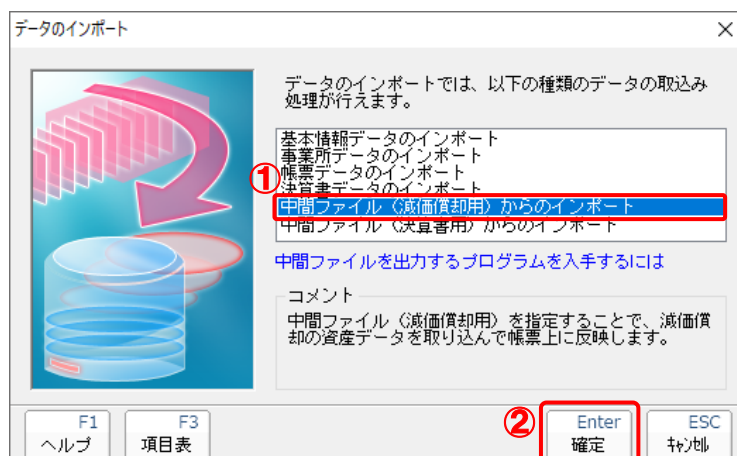 データのインポート
データのインポートでは、以下の種類のデータの取込み
処理が行えます。
基本情報データのインポート
事業所データのインポート
帳票データのインポート
①
決算書データのインポート
中間ファイル（減価償却用）からのインポート
中間ファイル（決算書用）からのインポート
中間ファイルを出力するプログラムを入手するには
コメント
中間ファイル（減価償却用）を指定することで、減価償
却の資産データを取り込んで帳票上に反映します。
F1
ヘルプ
F3
項目表
②
Enter
確定
ESC
ｷｬﾝｾﾙ